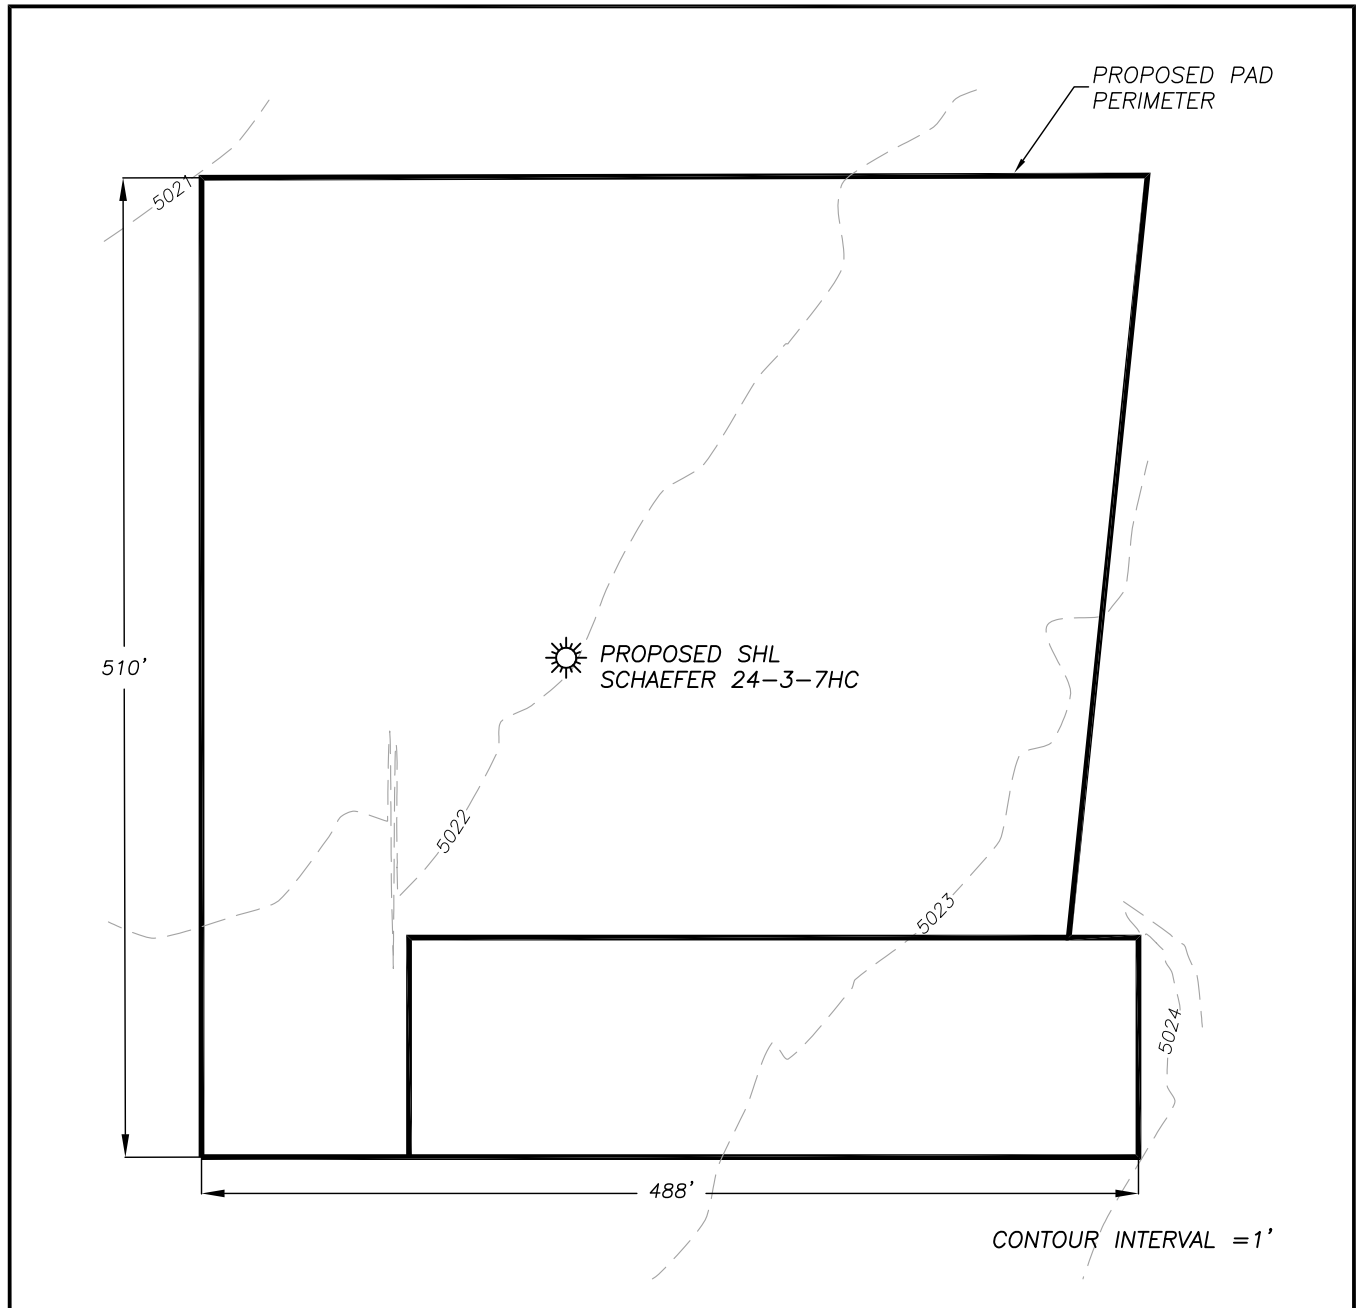 PROPOSED PAD
PERIMETER
5021
510'
PROPOSED SHL
SCHAEFER 24-3-7HC
5022
5023
5024
488'
CONTOUR INTERVAL =1'